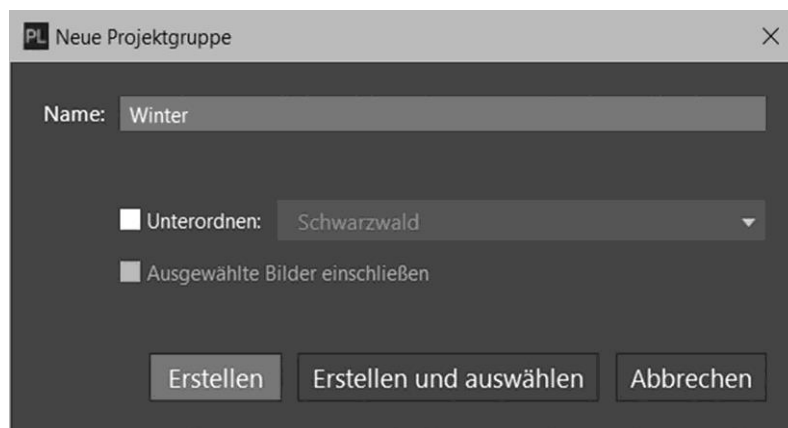 PL Neue Projektgruppe
Name: Winter
Unterordnen: Schwarzwald
Ausgewählte Bilder einschließen
Erstellen Erstellen und auswählen Abbrechen